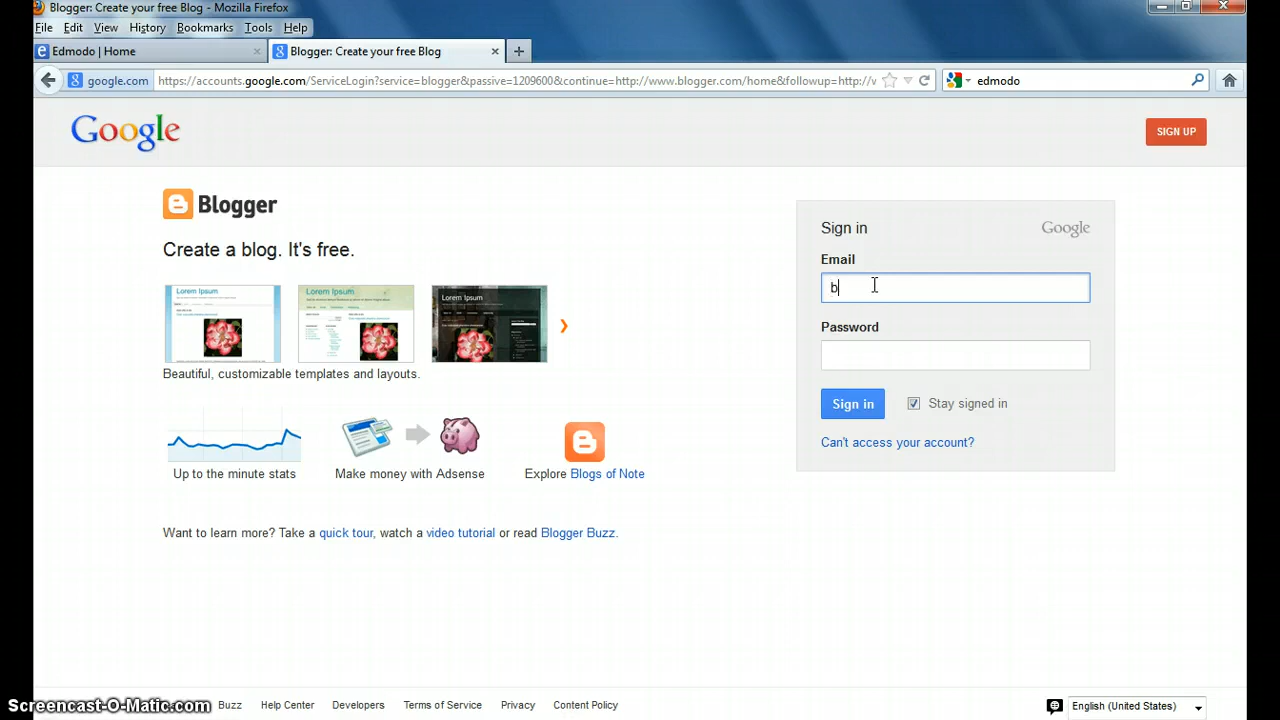 Blogger: Create your free Blog - Mozilla Firefox
File Edit View History Bookmarks Tools Help
Edmodo | Home
Blogger: Create your free Blog
google.com https://accounts.google.com/ServiceLogin?service=blogger&passive=1209600&continue=http://www.blogger.com/home&followup=http://v
edmodo
Google
SIGN UP
Blogger
Create a blog. It's free.
Lorem Ipsum
Lorem Ipsum
Lorem Ipsum
Beautiful, customizable templates and layouts.
Up to the minute stats
Make money with Adsense
Explore Blogs of Note
Want to learn more? Take a quick tour, watch a video tutorial or read Blogger Buzz.
Sign in Google
Email
b
Password
Sign in
Stay signed in
Can't access your account?
Screencast-O-Matic.com
Buzz Help Center Developers Terms of Service Privacy Content Policy
English (United States)